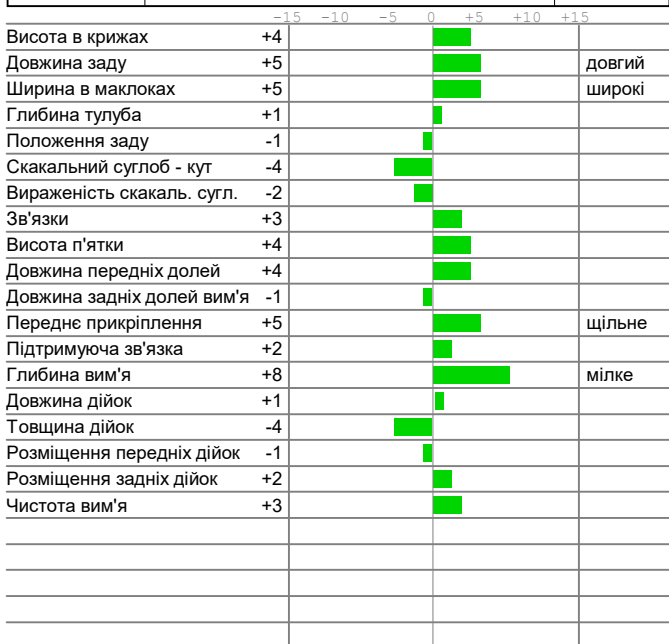 -15 -10 -5 0 +5 +10 +15
Висота в крижах +4
Довжина заду +5 довгий
Ширина в маклоках +5 широкі
Глибина тулуба +1
Положення заду -1
Скакальний суглоб - кут -4
Вираженість скакаль. сугл. -2
Зв'язки +3
Висота п'ятки +4
Довжина передніх долей +4
Довжина задніх долей вим'я -1
Переднє прикріплення +5 щільне
Підтримуюча зв'язка +2
Глибина вим'я +8 мілке
Довжина дійок +1
Товщина дійок -4
Розміщення передніх дійок -1
Розміщення задніх дійок +2
Чистота вим'я +3